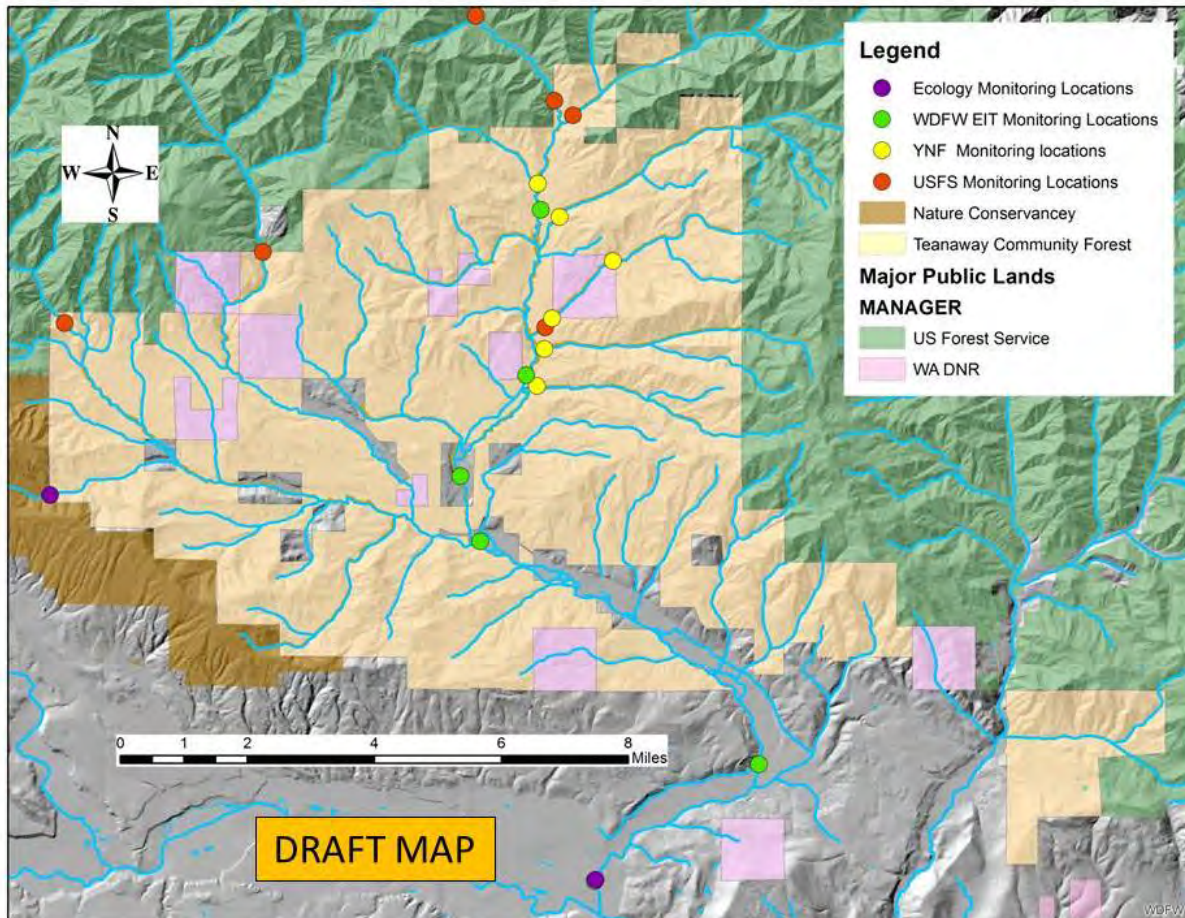 N
W E
S
Legend
Ecology Monitoring Locations
WDFW EIT Monitoring Locations
YNF Monitoring locations
USFS Monitoring Locations
Nature Conservancey
Teanaway Community Forest
Major Public Lands
MANAGER
US Forest Service
WA DNR
0 1 2 4 6 8
Miles
DRAFT MAP
WDFW